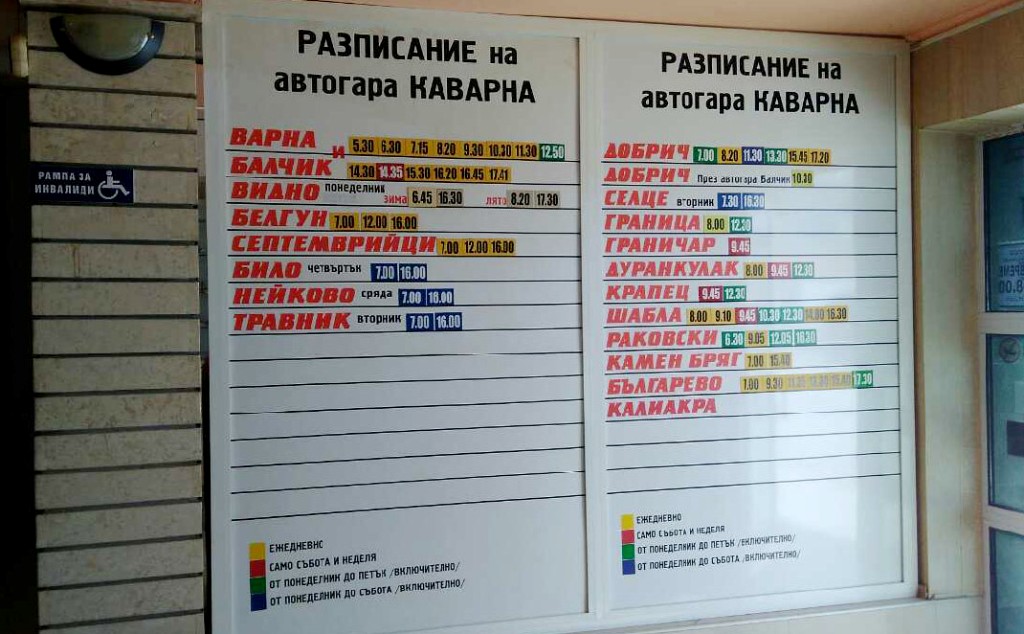 РАМПА ЗА
ИНВАЛИДИ
РАЗПИСАНИЕ на
автогара КАВАРНА
ВАРНА и 5.30 6.30 7.15 8.20 9.30 10.30 11.30 12.50
БАЛЧИК 14.30 14.35 15.30 16.20 16.45 17.41
ВИДНО понеделник зима 6.45 16.30 лято 8.20 17.30
БЕЛГУН 7.00 12.00 16.00
СЕПТЕМВРИЙЦИ 7.00 12.00 16.00
БИЛО четвъртък 7.00 16.00
НЕЙКОВО сряда 7.00 16.00
ТРАВНИК вторник 7.00 16.00
ЕЖЕДНЕВНО
САМО СЪБОТА И НЕДЕЛЯ
ОТ ПОНЕДЕЛНИК ДО ПЕТЪК /ВКЛЮЧИТЕЛНО/
ОТ ПОНЕДЕЛНИК ДО СЪБОТА /ВКЛЮЧИТЕЛНО/
РАЗПИСАНИЕ на
автогара КАВАРНА
ДОБРИЧ 7.00 8.20 11.30 13.30 15.45 17.20
ДОБРИЧ През автогара Балчик 10.30
СЕЛЦЕ вторник 7.30 16.30
ГРАНИЦА 8.00 12.30
ГРАНИЧАР 9.45
ДУРАНКУЛАК 8.00 9.45 12.30
КРАПЕЦ 9.45 12.30
ШАБЛА 8.00 9.10 9.45 10.30 12.30 14.00 16.30
РАКОВСКИ 6.30 9.05 12.05 16.30
КАМЕН БРЯГ 7.00 15.40
БЪЛГАРЕВО 7.00 9.30 15.40 17.30
КАЛИАКРА
ЕЖЕДНЕВНО
САМО СЪБОТА И НЕДЕЛЯ
ОТ ПОНЕДЕЛНИК ДО ПЕТЪК /ВКЛЮЧИТЕЛНО/
ОТ ПОНЕДЕЛНИК ДО СЪБОТА /ВКЛЮЧИТЕЛНО/